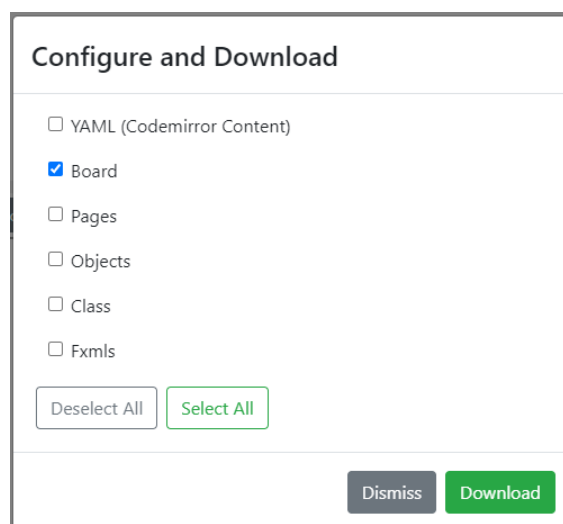 Configure and Download
YAML (Codemirror Content)
Board
Pages
Objects
Class
Fxmls
Deselect All Select All
Dismiss Download